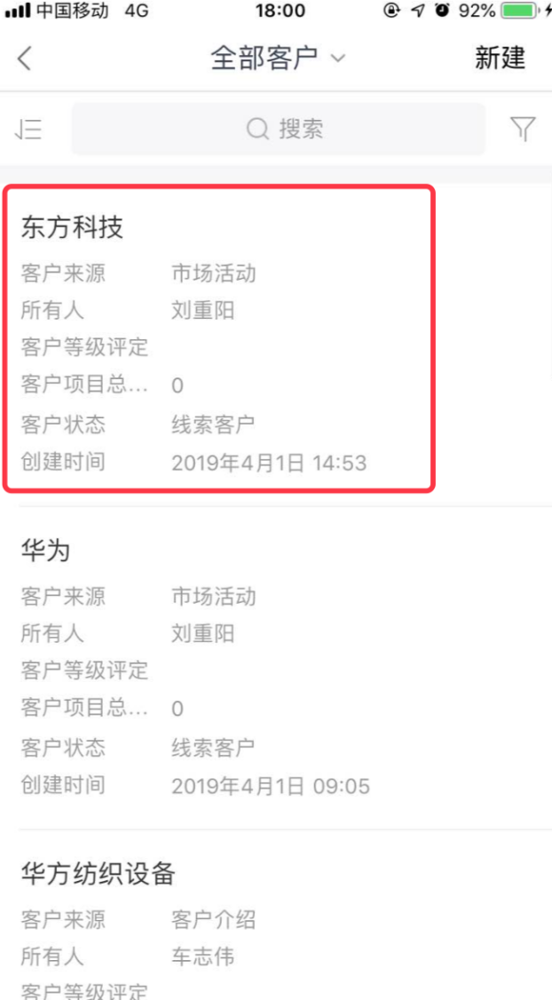 中国移动 4G 18:00 92%
全部客户 新建
搜索
东方科技
客户来源 市场活动
所有人 刘重阳
客户等级评定
客户项目总... 0
客户状态 线索客户
创建时间 2019年4月1日 14:53
华为
客户来源 市场活动
所有人 刘重阳
客户等级评定
客户项目总... 0
客户状态 线索客户
创建时间 2019年4月1日 09:05
华方纺织设备
客户来源 客户介绍
所有人 车志伟
客户等级评定